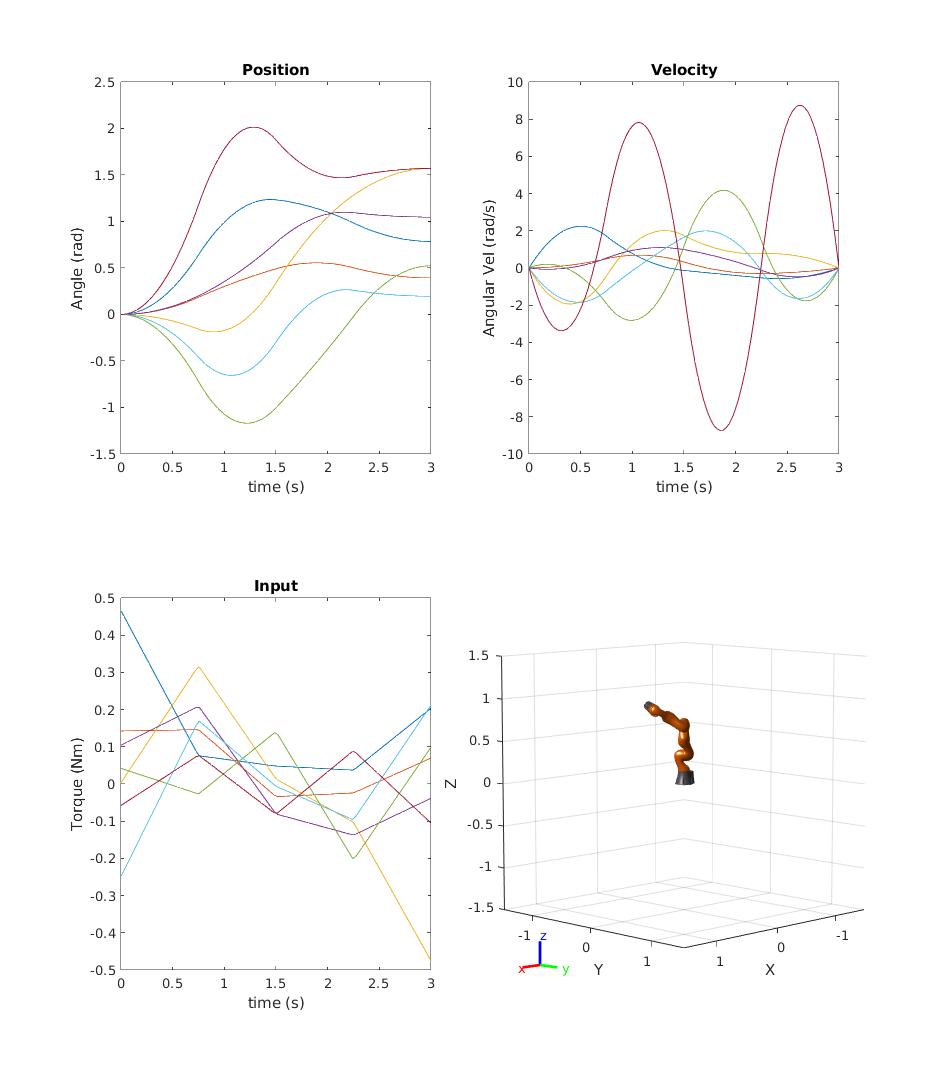 Position
2.5
2
1.5
1
0.5
0
-0.5
-1
-1.5
0 0.5 1 1.5 2 2.5 3
time (s)
Angle (rad)
Velocity
10
8
6
4
2
0
-2
-4
-6
-8
-10
0 0.5 1 1.5 2 2.5 3
time (s)
Angular Vel (rad/s)
Input
0.5
0.4
0.3
0.2
0.1
0
-0.1
-0.2
-0.3
-0.4
-0.5
0 0.5 1 1.5 2 2.5 3
time (s)
Torque (Nm)
1.5
1
0.5
0
-0.5
-1
-1.5
Z
-1 0 1
Y
1 0 -1
X
z
x y